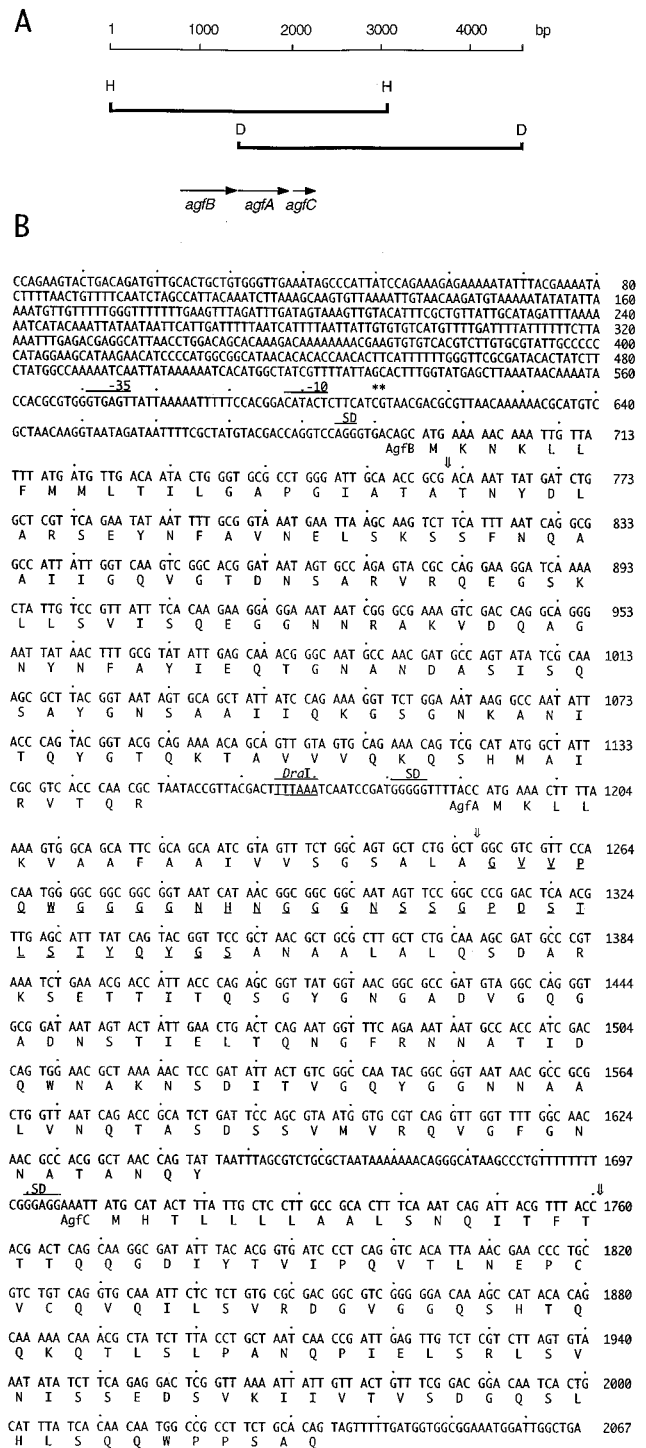 A
1 1000 2000 3000 4000 bp
H H
D D
agfB agfA agfC
B
CCAGAAGTACTGACAGATGTTGCACTGCTGTGGGTTGAAATAGCCCATTATCCAGAAAGAGAAAAATATTTACGAAAATA 80
CTTTTAACTGTTTTCAATCTAGCCATTACAAATCTTAAAGCAAGTGTTAAAATTGTAACAAGATGTAAAAATATATATTA 160
AAATGTTGTTTTTGGGTTTTTTTGAAGTTTAGATTTGATAGTAAAGTTGTACATTTCGCTGTTATTGCATAGATTTAAAA 240
AATCATACAAATTATAATAATTCATTGATTTTTAATCATTTTAATTATTGTGTGTCATGTTTTGATTTTATTTTTTCTTA 320
AAAATTTGAGACGAGGCATTAACCTGGACAGCACAAAGACAAAAAACGAAGTGTGTCACGTCTTGTGCGTATTGCCCCCC 400
CATAGGAAGCATAAGAACATCCCCATGGCGGCATAACACACACCAACACTTCATTTTTTGGGTTCGCGATACACTATCTT 480
CTATGGCCAAAAATCAATTATAAAAAATCACATGGCTATCGTTTTATTAGCACTTTGGTATGAGCTTAAATAACAAAATA 560
-35 -10 **
CCACGCGTGGGTGAGTTATTAAAAATTTTTCCACGGACATACTCTTCATCGTAACGACGCGTTAACAAAAAACGCATGTC 640
SD
GCTAACAAGGTAATAGATAATTTTCGCTATGTACGACCAGGTCCAGGGTGACAGC ATG AAA AAC AAA TTG TTA 713
AgfB M K N K L L
TTT ATG ATG TTG ACA ATA CTG GGT GCG CCT GGG ATT GCA ACC GCG ACA AAT TAT GAT CTG 773
F M M L T I L G A P G I A T A T N Y D L
GCT CGT TCA GAA TAT AAT TTT GCG GTA AAT GAA TTA AGC AAG TCT TCA TTT AAT CAG GCG 833
A R S E Y N F A V N E L S K S S F N Q A
GCC ATT ATT GGT CAA GTC GGC ACG GAT AAT AGT GCC AGA GTA CGC CAG GAA GGA TCA AAA 893
A I I G Q V G T D N S A R V R Q E G S K
CTA TTG TCC GTT ATT TCA CAA GAA GGA GGA AAT AAT CGG GCG AAA GTC GAC CAG GCA GGG 953
L L S V I S Q E G G N N R A K V D Q A G
AAT TAT AAC TTT GCG TAT ATT GAG CAA ACG GGC AAT GCC AAC GAT GCC AGT ATA TCG CAA 1013
N Y N F A Y I E Q T G N A N D A S I S Q
AGC GCT TAC GGT AAT AGT GCA GCT ATT ATC CAG AAA GGT TCT GGA AAT AAG GCC AAT ATT 1073
S A Y G N S A A I I Q K G S G N K A N I
ACC CAG TAC GGT ACG CAG AAA ACA GCA GTT GTA GTG CAG AAA CAG TCG CAT ATG GCT ATT 1133
T Q Y G T Q K T A V V V Q K Q S H M A I
DraI SD
CGC GTC ACC CAA CGC TAATACCGTTACGACTTTTAAATCAATCCGATGGGGGTTTTACC ATG AAA CTT TTA 1204
R V T Q R AgfA M K L L
AAA GTG GCA GCA TTC GCA GCA ATC GTA GTT TCT GGC AGT GCT CTG GCT GGC GTC GTT CCA 1264
K V A A F A A I V V S G S A L A G V V P
CAA TGG GGC GGC GGC GGT AAT CAT AAC GGC GGC GGC AAT AGT TCC GGC CCG GAC TCA ACG 1324
Q W G G G G N H N G G G N S S G P D S T
TTG AGC ATT TAT CAG TAC GGT TCC GCT AAC GCT GCG CTT GCT CTG CAA AGC GAT GCC CGT 1384
L S I Y Q Y G S A N A A L A L Q S D A R
AAA TCT GAA ACG ACC ATT ACC CAG AGC GGT TAT GGT AAC GGC GCC GAT GTA GGC CAG GGT 1444
K S E T T I T Q S G Y G N G A D V G Q G
GCG GAT AAT AGT ACT ATT GAA CTG ACT CAG AAT GGT TTC AGA AAT AAT GCC ACC ATC GAC 1504
A D N S T I E L T Q N G F R N N A T I D
CAG TGG AAC GCT AAA AAC TCC GAT ATT ACT GTC GGC CAA TAC GGC GGT AAT AAC GCC GCG 1564
Q W N A K N S D I T V G Q Y G G N N A A
CTG GTT AAT CAG ACC GCA TCT GAT TCC AGC GTA ATG GTG CGT CAG GTT GGT TTT GGC AAC 1624
L V N Q T A S D S S V M V R Q V G F G N
AAC GCC ACG GCT AAC CAG TAT TAATTTAGCGTCTGCGCTAATAAAAAAACAGGGCATAAGCCCTGTTTTTTTT 1697
N A T A N Q Y
SD
CGGGAGGAAATT ATG CAT ACT TTA TTG CTC CTT GCC GCA CTT TCA AAT CAG ATT ACG TTT ACC 1760
AgfC M H T L L L L A A L S N Q I T F T
ACG ACT CAG CAA GGC GAT ATT TAC ACG GTG ATC CCT CAG GTC ACA TTA AAC GAA CCC TGC 1820
T T Q Q G D I Y T V I P Q V T L N E P C
GTC TGT CAG GTG CAA ATT CTC TCT GTG CGC GAC GGC GTC GGG GGA CAA AGC CAT ACA CAG 1880
V C Q V Q I L S V R D G V G G Q S H T Q
CAA AAA CAA ACG CTA TCT TTA CCT GCT AAT CAA CCG ATT GAG TTG TCT CGT CTT AGT GTA 1940
Q K Q T L S L P A N Q P I E L S R L S V
AAT ATA TCT TCA GAG GAC TCG GTT AAA ATT ATT GTT ACT GTT TCG GAC GGA CAA TCA CTG 2000
N I S S E D S V K I I V T V S D G Q S L
CAT TTA TCA CAA CAA TGG CCG CCT TCT GCA CAG TAGTTTTTGATGGTGGCGGAAATGGATTGGCTGA 2067
H L S Q Q W P P S A Q